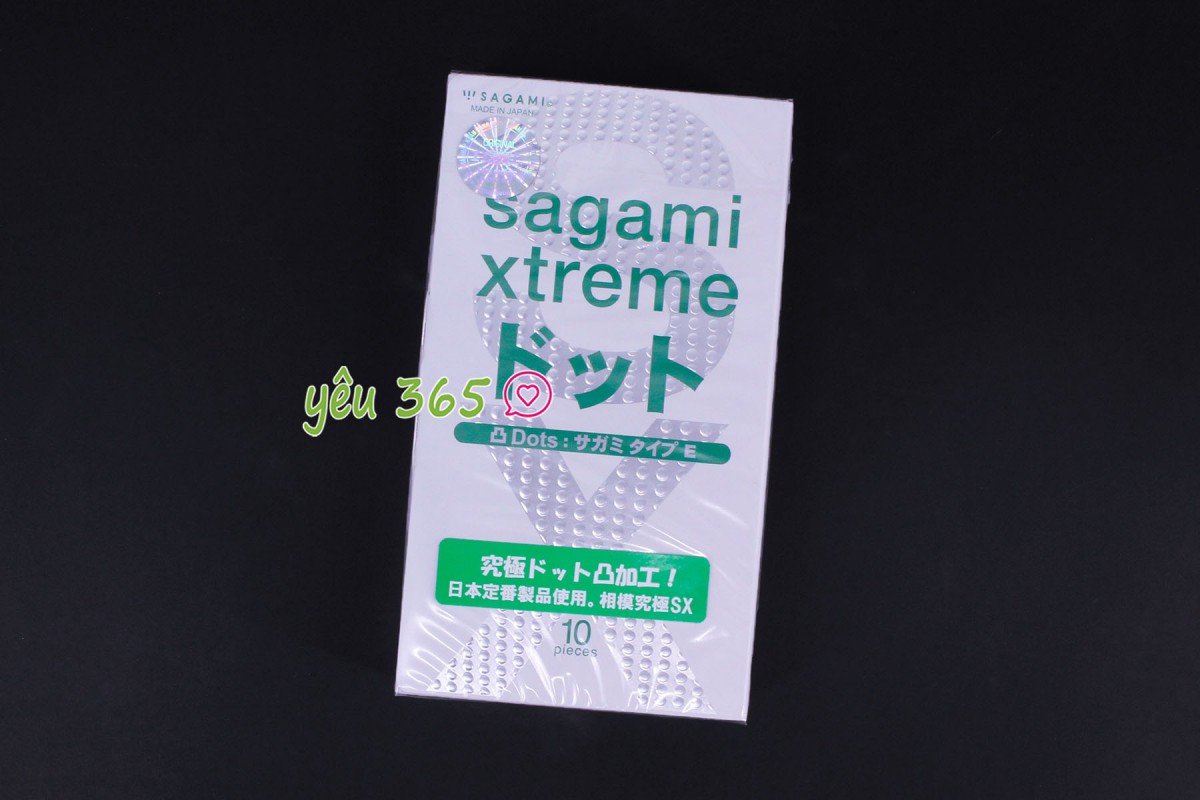 SAGAMI
MADE IN JAPAN
ORIGINAL
sagami
xtreme
ドット
yêu 365
凸 Dots : サガミ タイプ E
究極ドット凸加工！
日本定番製品使用。相模究極SX
10
pieces